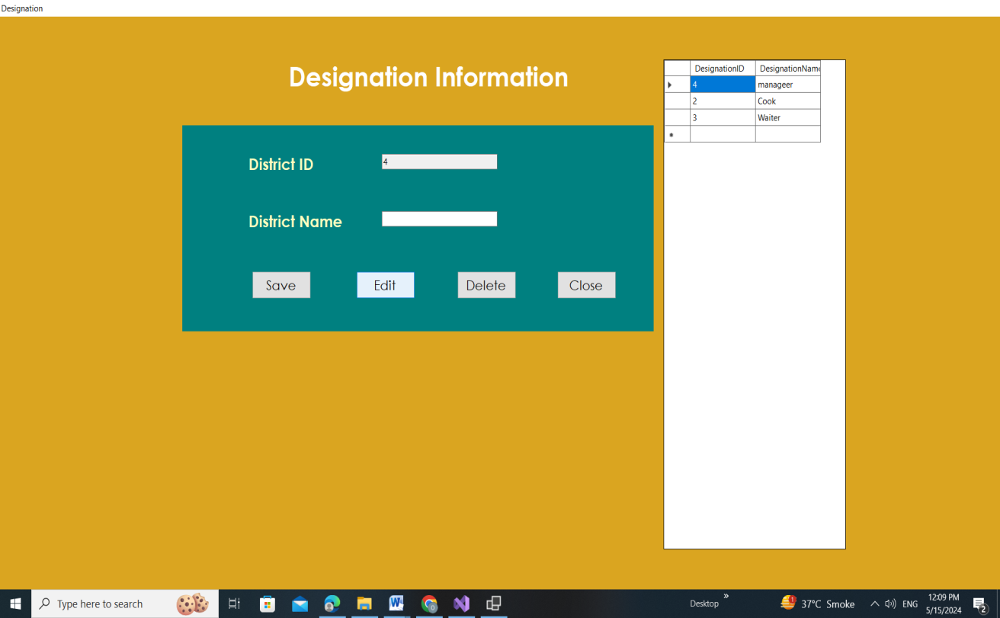 Designation
Designation Information
District ID
4
District Name
Save
Edit
Delete
Close
DesignationID DesignationName
4 manageer
2 Cook
3 Waiter
Type here to search
Desktop
1
37°C Smoke
ENG
12:09 PM
5/15/2024
2